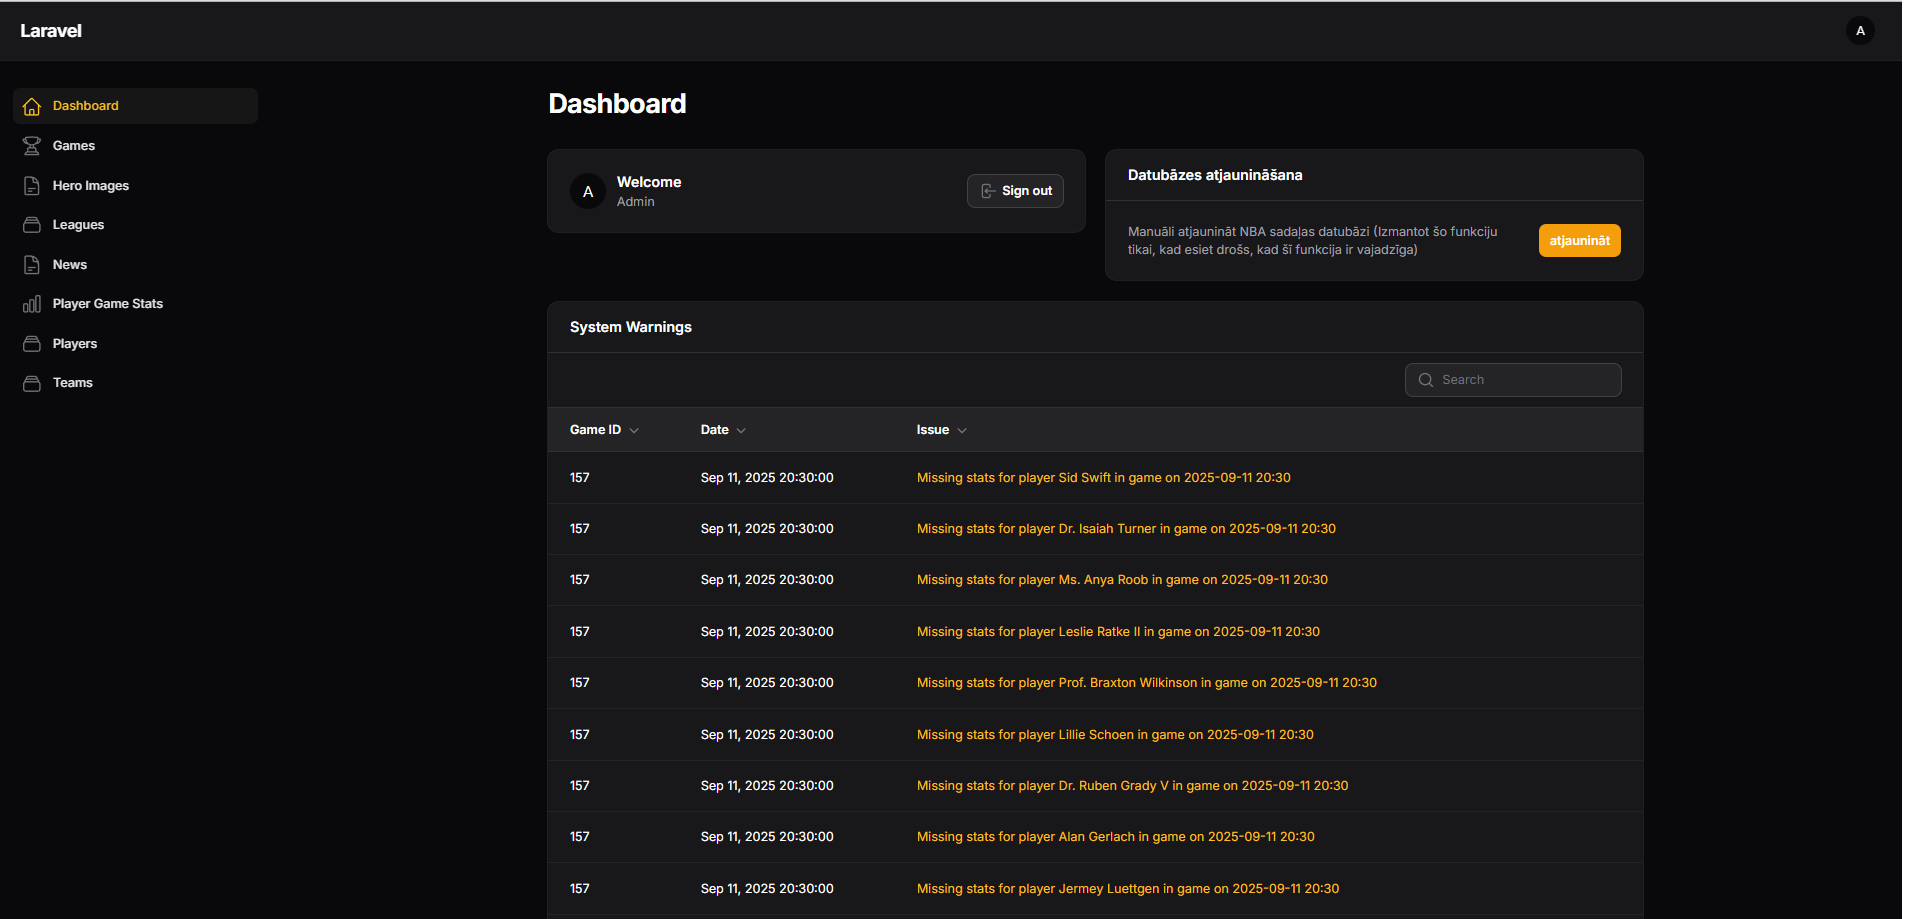 Laravel
A
Dashboard
Games
Hero Images
Leagues
News
Player Game Stats
Players
Teams
Dashboard
A
Welcome
Admin
Sign out
Datubāzes atjaunināšana
Manuāli atjaunināt NBA sadaļas datubāzi (Izmantot šo funkciju
tikai, kad esiet drošs, kad šī funkcija ir vajadzīga)
atjaunināt
System Warnings
Search
Game ID Date Issue
157 Sep 11, 2025 20:30:00 Missing stats for player Sid Swift in game on 2025-09-11 20:30
157 Sep 11, 2025 20:30:00 Missing stats for player Dr. Isaiah Turner in game on 2025-09-11 20:30
157 Sep 11, 2025 20:30:00 Missing stats for player Ms. Anya Roob in game on 2025-09-11 20:30
157 Sep 11, 2025 20:30:00 Missing stats for player Leslie Ratke II in game on 2025-09-11 20:30
157 Sep 11, 2025 20:30:00 Missing stats for player Prof. Braxton Wilkinson in game on 2025-09-11 20:30
157 Sep 11, 2025 20:30:00 Missing stats for player Lillie Schoen in game on 2025-09-11 20:30
157 Sep 11, 2025 20:30:00 Missing stats for player Dr. Ruben Grady V in game on 2025-09-11 20:30
157 Sep 11, 2025 20:30:00 Missing stats for player Alan Gerlach in game on 2025-09-11 20:30
157 Sep 11, 2025 20:30:00 Missing stats for player Jermey Luettgen in game on 2025-09-11 20:30